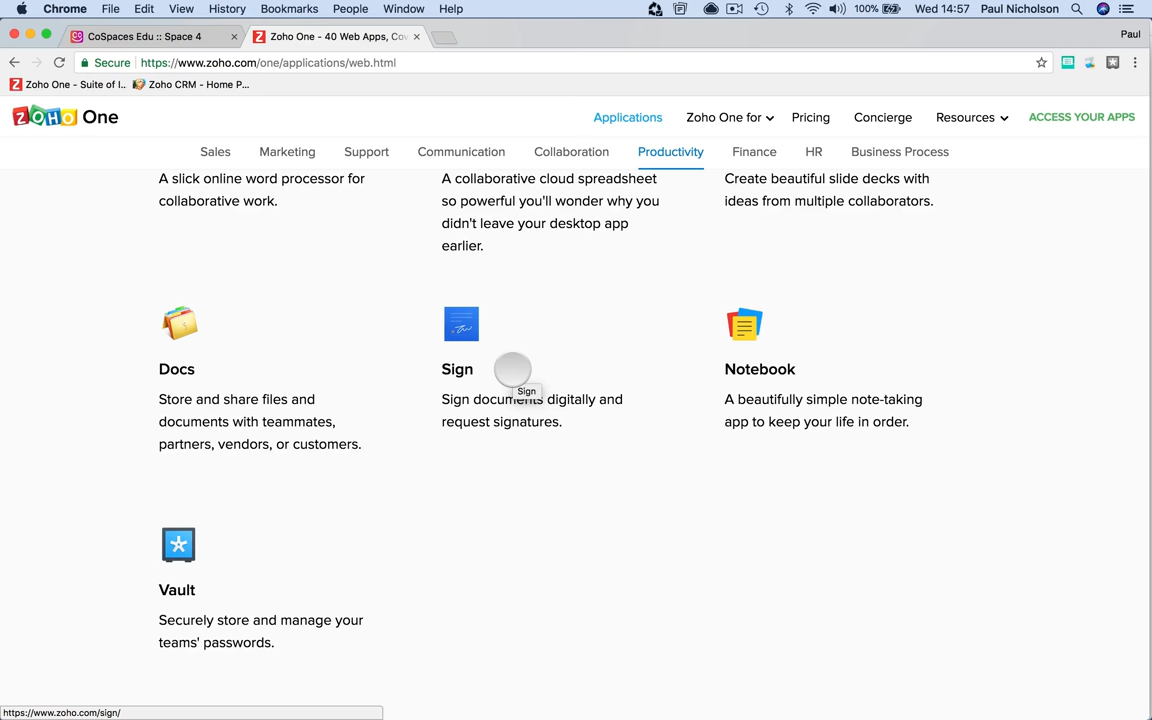 Chrome File Edit View History Bookmarks People Window Help 100% Wed 14:57 Paul Nicholson
CoSpaces Edu :: Space 4 Zoho One - 40 Web Apps, Cov Paul
Secure https://www.zoho.com/one/applications/web.html
Zoho One - Suite of I.. Zoho CRM - Home P...
ZOHO One Applications Zoho One for Pricing Concierge Resources ACCESS YOUR APPS
Sales Marketing Support Communication Collaboration Productivity Finance HR Business Process
A slick online word processor for
collaborative work.
A collaborative cloud spreadsheet
so powerful you'll wonder why you
didn't leave your desktop app
earlier.
Create beautiful slide decks with
ideas from multiple collaborators.
Docs
Store and share files and
documents with teammates,
partners, vendors, or customers.
Sign
Sign
Sign documents digitally and
request signatures.
Notebook
A beautifully simple note-taking
app to keep your life in order.
Vault
Securely store and manage your
teams' passwords.
https://www.zoho.com/sign/